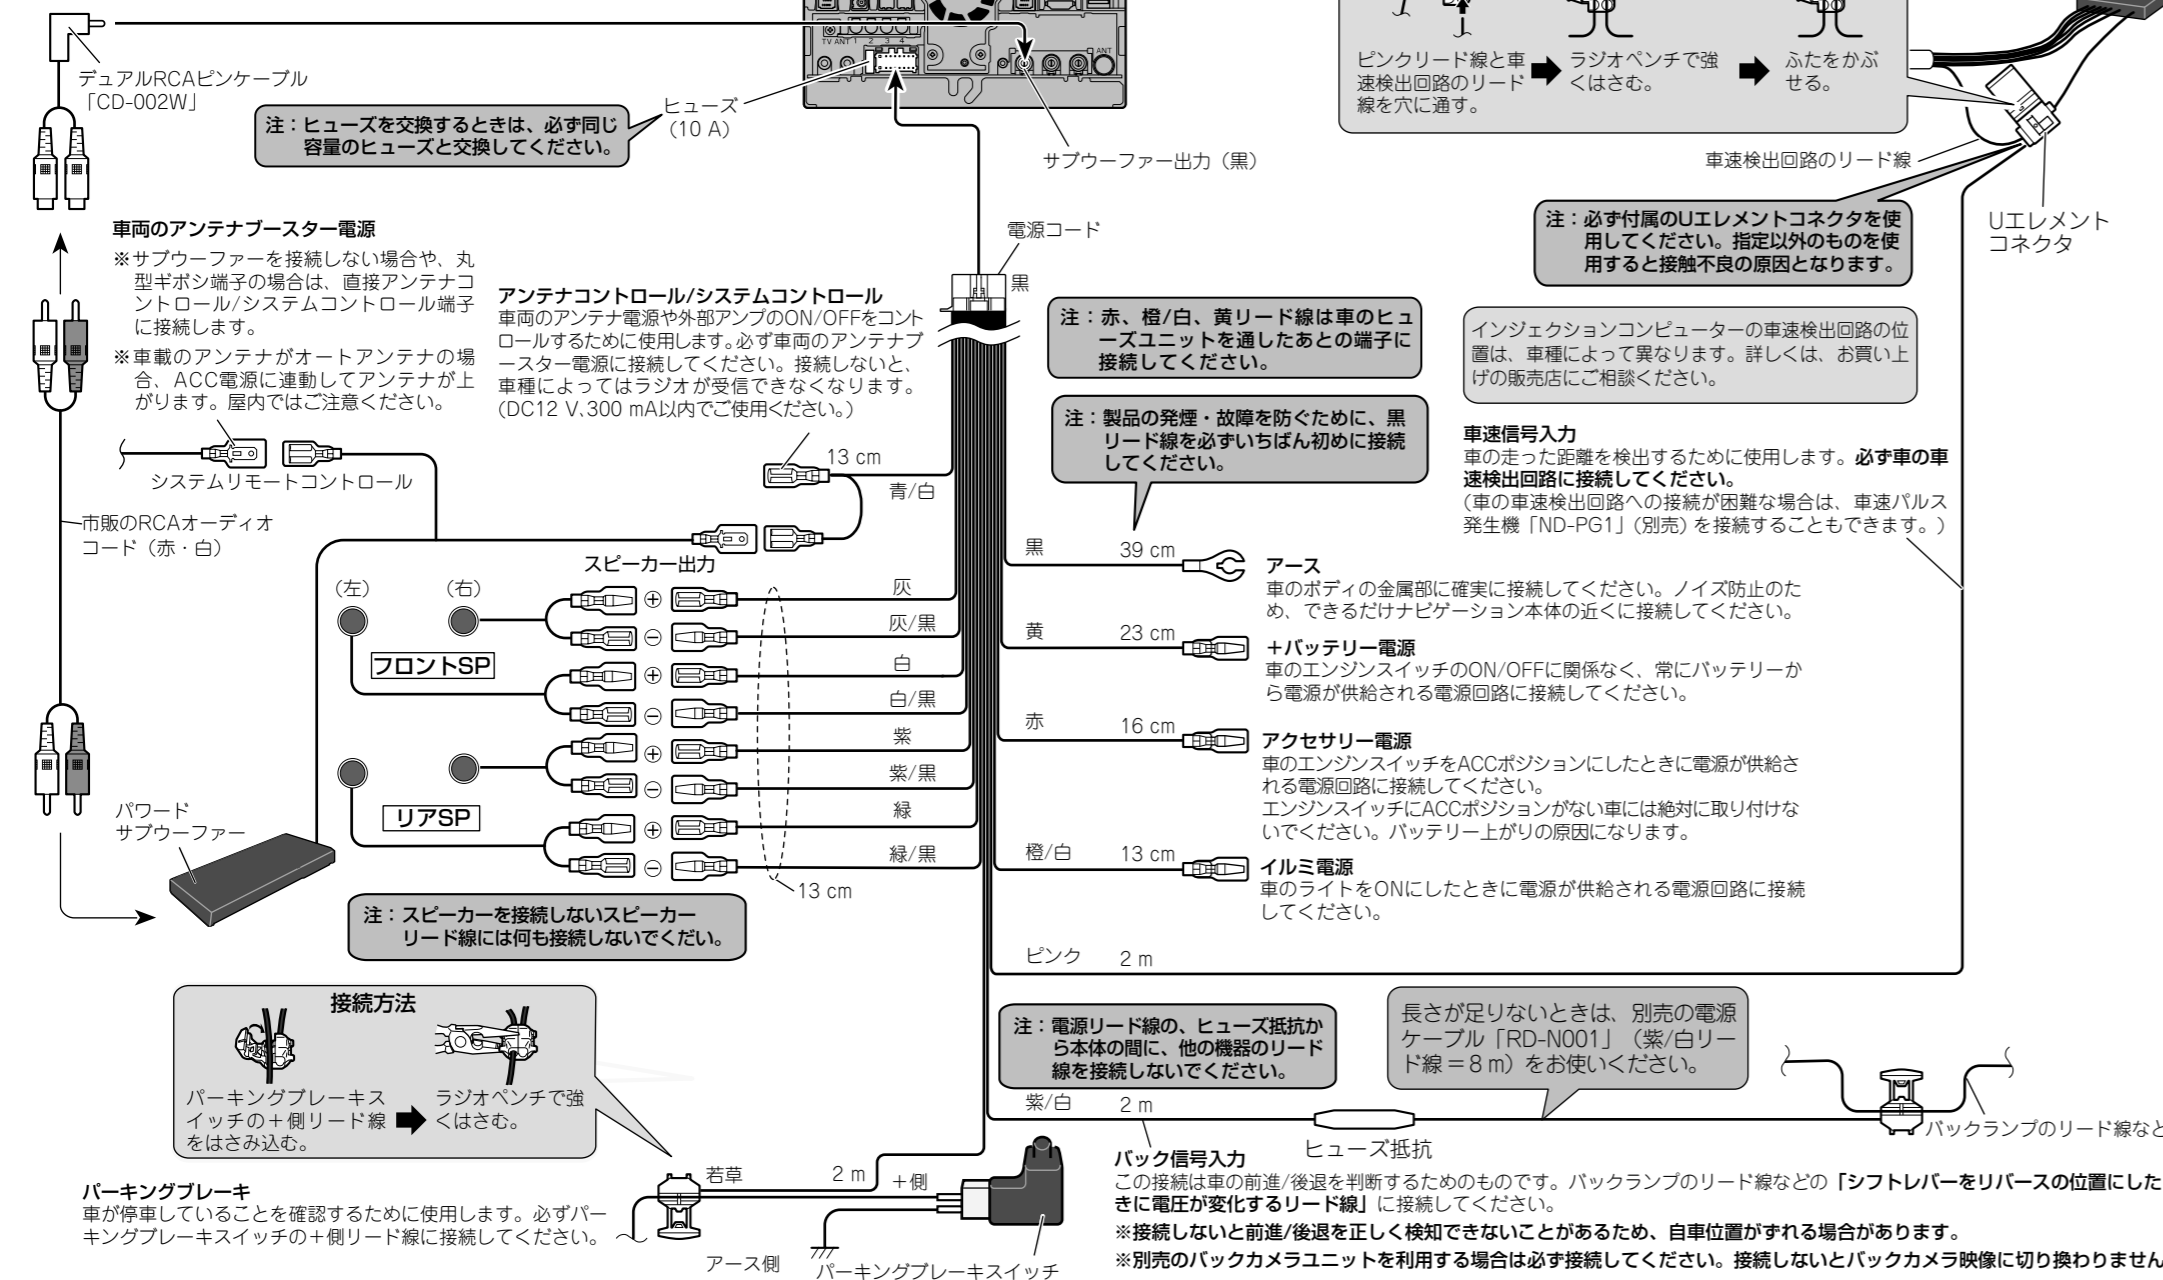 TV ANT 1 2 3 4
ANT
デュアルRCAピンケーブル
「CD-002W」
注：ヒューズを交換するときは、必ず同じ
容量のヒューズと交換してください。
ヒューズ
（10 A）
サブウーファー出力（黒）
ピンクリード線と車
速検出回路のリード
線を穴に通す。
ラジオペンチで強
くはさむ。
ふたをかぶ
せる。
車速検出回路のリード線
Uエレメント
コネクタ
注：必ず付属のUエレメントコネクタを使
用してください。指定以外のものを使
用すると接触不良の原因となります。
車両のアンテナブースター電源
※サブウーファーを接続しない場合や、丸
型ギボシ端子の場合は、直接アンテナコ
ントロール/システムコントロール端子
に接続します。
※車載のアンテナがオートアンテナの場
合、ACC電源に連動してアンテナが上
がります。屋内ではご注意ください。
アンテナコントロール/システムコントロール
車両のアンテナ電源や外部アンプのON/OFFをコント
ロールするために使用します。必ず車両のアンテナブ
ースター電源に接続してください。接続しないと、
車種によってはラジオが受信できなくなります。
(DC12 V、300 mA以内でご使用ください。)
電源コード
黒
注：赤、橙/白、黄リード線は車のヒュ
ーズユニットを通したあとの端子に
接続してください。
インジェクションコンピューターの車速検出回路の位
置は、車種によって異なります。詳しくは、お買い上
げの販売店にご相談ください。
注：製品の発煙・故障を防ぐために、黒
リード線を必ずいちばん初めに接続
してください。
車速信号入力
車の走った距離を検出するために使用します。必ず車の車
速検出回路に接続してください。
(車の車速検出回路への接続が困難な場合は、車速パルス
発生機「ND-PG1」(別売) を接続することもできます。)
13 cm
青/白
システムリモートコントロール
市販のRCAオーディオ
コード（赤・白）
スピーカー出力
（左）
（右）
フロントSP
リアSP
⊕
⊖
⊕
⊖
⊕
⊖
⊕
⊖
灰
灰/黒
白
白/黒
紫
紫/黒
緑
緑/黒
13 cm
黒 39 cm
アース
車のボディの金属部に確実に接続してください。ノイズ防止のた
め、できるだけナビゲーション本体の近くに接続してください。
黄 23 cm
＋バッテリー電源
車のエンジンスイッチのON/OFFに関係なく、常にバッテリーか
ら電源が供給される電源回路に接続してください。
赤 16 cm
アクセサリー電源
車のエンジンスイッチをACCポジションにしたときに電源が供給さ
れる電源回路に接続してください。
エンジンスイッチにACCポジションがない車には絶対に取り付けな
いでください。バッテリー上がりの原因になります。
橙/白 13 cm
イルミ電源
車のライトをONにしたときに電源が供給される電源回路に接続
してください。
ピンク 2 m
パワード
サブウーファー
注：スピーカーを接続しないスピーカー
リード線には何も接続しないでくだい。
接続方法
パーキングブレーキス
イッチの＋側リード線
をはさみ込む。
ラジオペンチで強
くはさむ。
注：電源リード線の、ヒューズ抵抗か
ら本体の間に、他の機器のリード
線を接続しないでください。
長さが足りないときは、別売の電源
ケーブル「RD-N001」（紫/白リー
ド線＝8 m）をお使いください。
紫/白 2 m
ヒューズ抵抗
バックランプのリード線など
バック信号入力
この接続は車の前進/後退を判断するためのものです。バックランプのリード線などの「シフトレバーをリバースの位置にした
きに電圧が変化するリード線」に接続してください。
※接続しないと前進/後退を正しく検知できないことがあるため、自車位置がずれる場合があります。
※別売のバックカメラユニットを利用する場合は必ず接続してください。接続しないとバックカメラ映像に切り換わりません
若草 2 m
＋側
パーキングブレーキ
車が停車していることを確認するために使用します。必ずパー
キングブレーキスイッチの＋側リード線に接続してください。
アース側
パーキングブレーキスイッチ